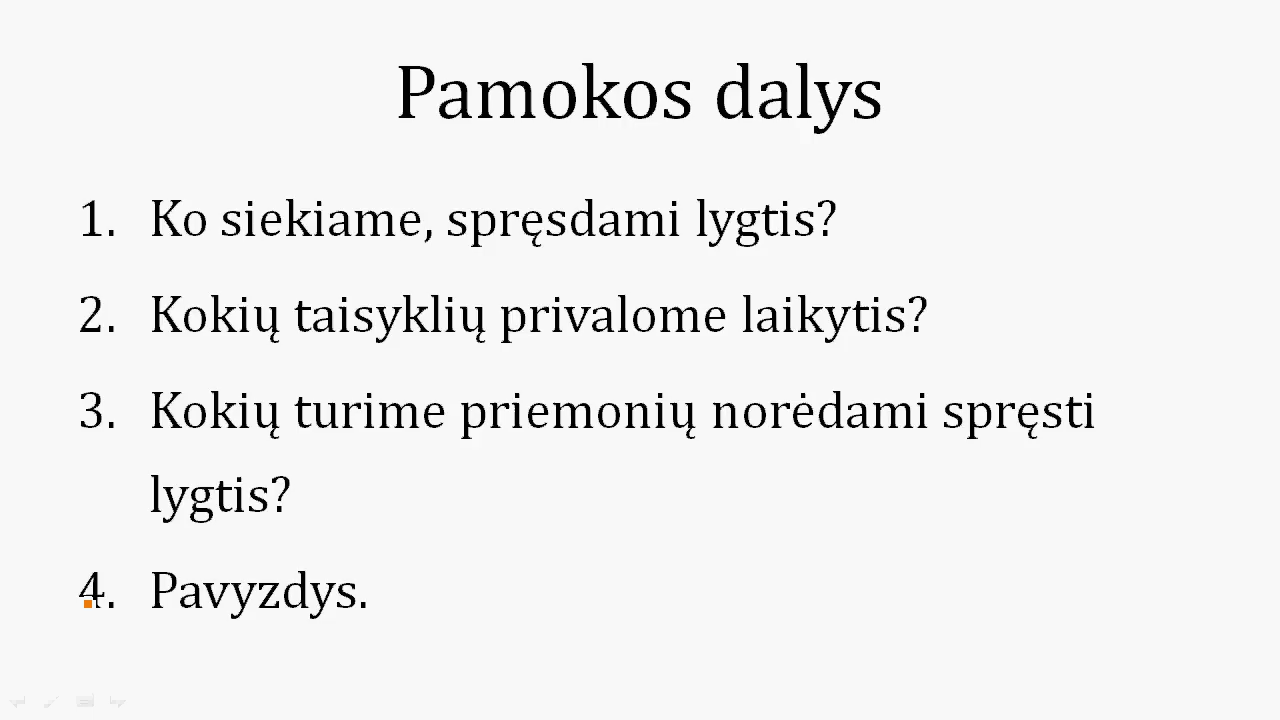 Pamokos dalys
1. Ko siekiame, spręsdami lygtis?
2. Kokių taisyklių privalome laikytis?
3. Kokių turime priemonių norėdami spręsti
lygtis?
4. Pavyzdys.